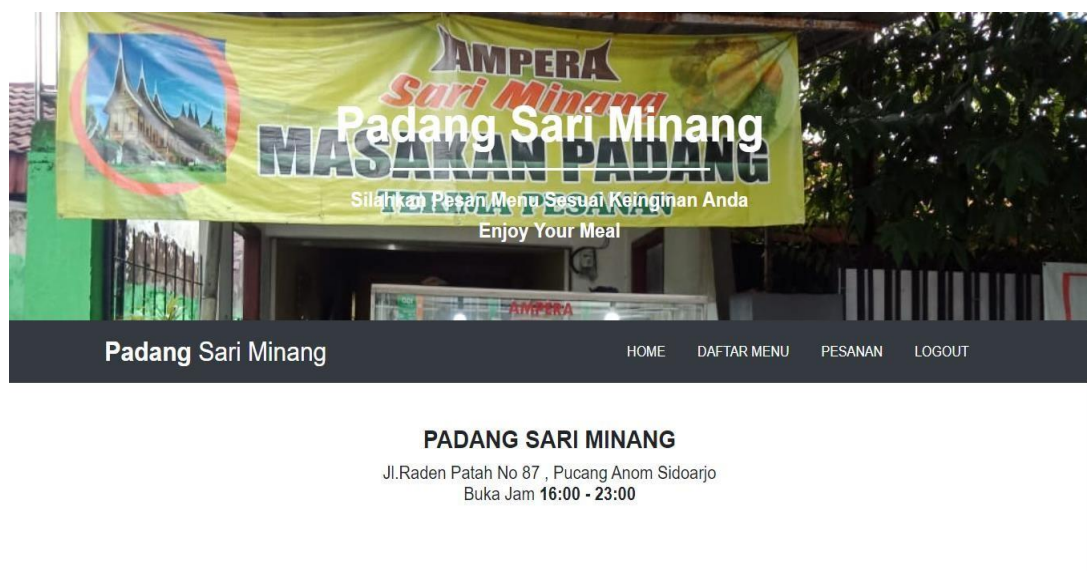 AMPERA
Sari Minang
Padang Sari Minang
MASAKAN PADANG
Silahkan Pesan Menu Sesuai Keinginan Anda
TERIMA PESANAN
Enjoy Your Meal
AMPERA
Padang Sari Minang
HOME DAFTAR MENU PESANAN LOGOUT
PADANG SARI MINANG
Jl.Raden Patah No 87 , Pucang Anom Sidoarjo
Buka Jam 16:00 - 23:00